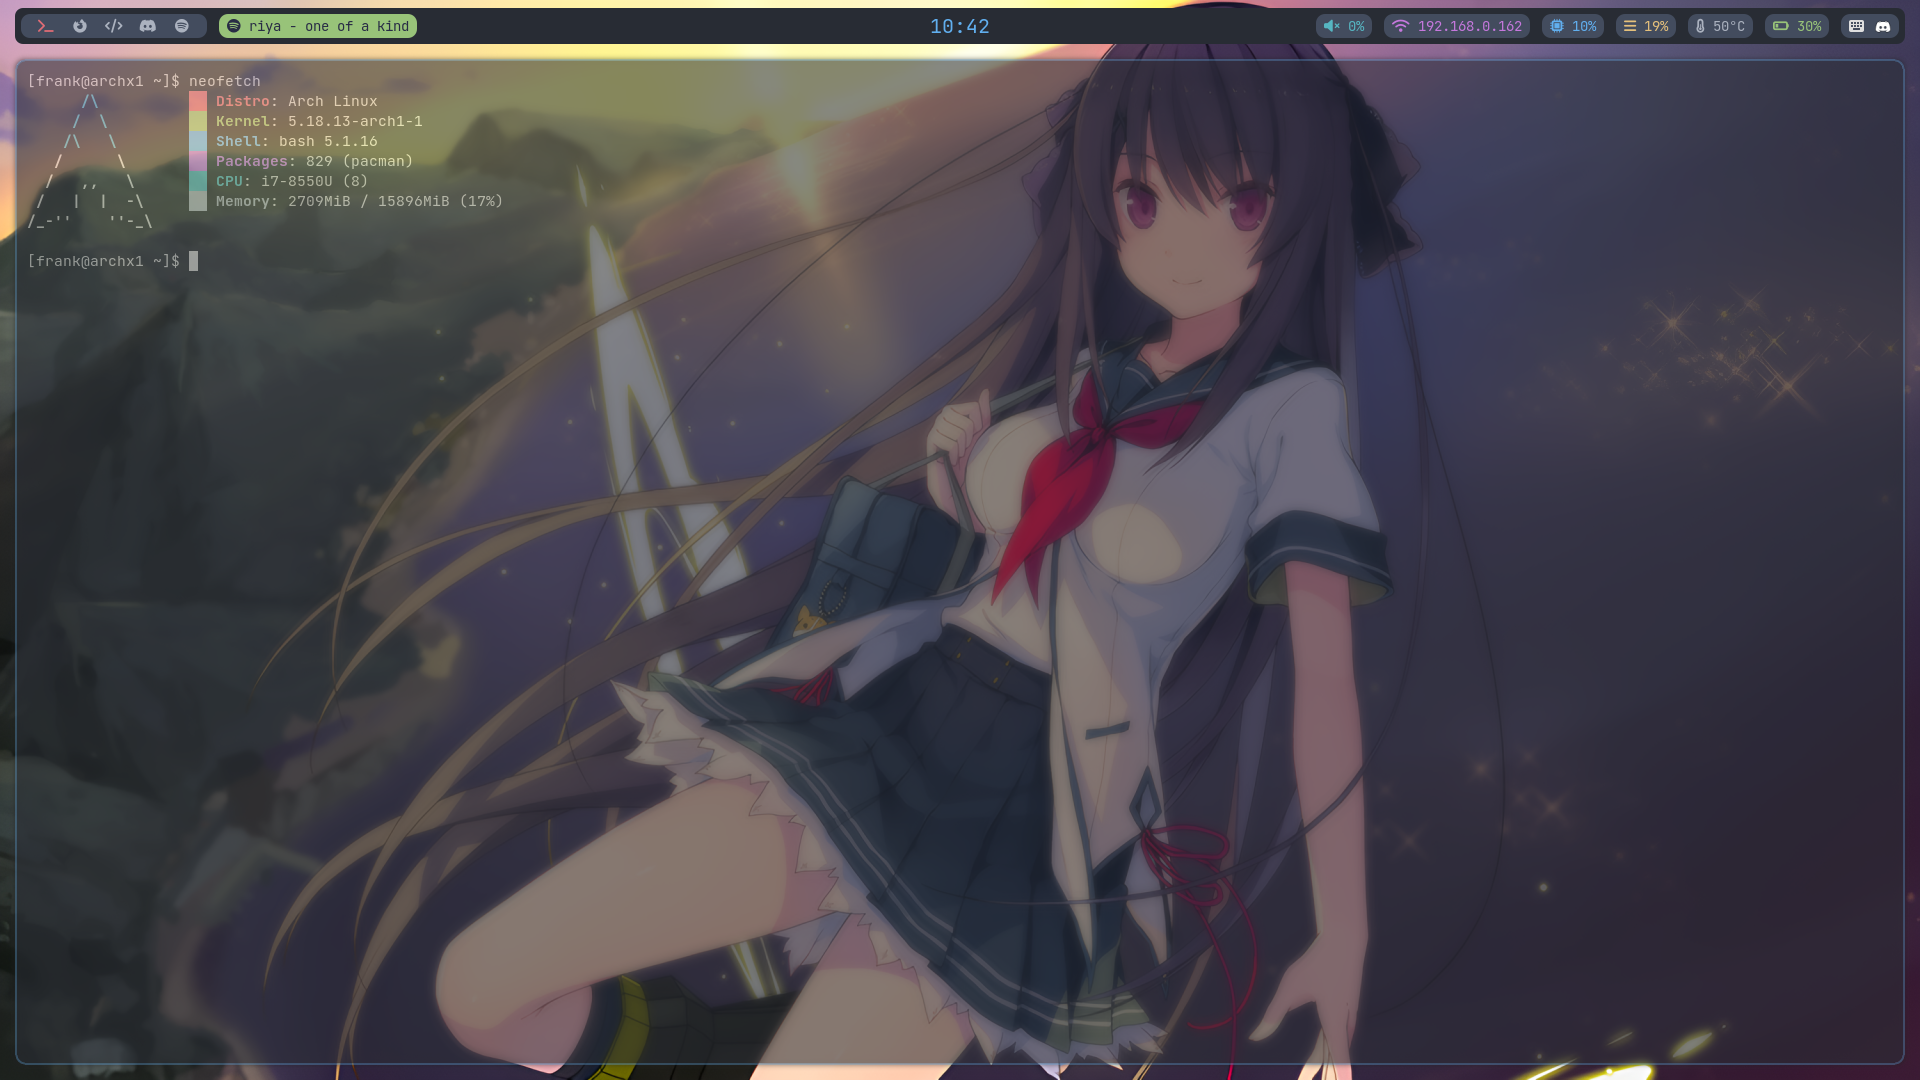 riya - one of a kind
10:42
0%
192.168.0.162
10%
19%
50°C
30%
[frank@archx1 ~]$ neofetch
Distro: Arch Linux
Kernel: 5.18.13-arch1-1
Shell: bash 5.1.16
Packages: 829 (pacman)
CPU: i7-8550U (8)
Memory: 2709MiB / 15896MiB (17%)
[frank@archx1 ~]$